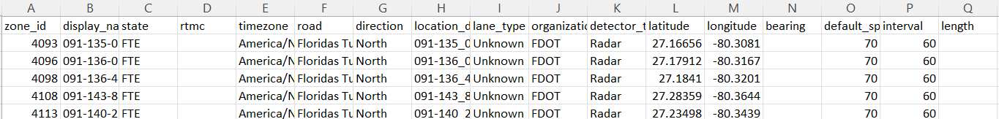 A B C D E F G H I J K L M N O P Q
zone_id display_na state rtmc timezone road direction location_d lane_type organizatio detector_t latitude longitude bearing default_sp interval length
4093 091-135-0 FTE America/N Floridas Tu North 091-135_0 Unknown FDOT Radar 27.16656 -80.3081 70 60
4096 091-136-0 FTE America/N Floridas Tu North 091-136_0 Unknown FDOT Radar 27.17912 -80.3167 70 60
4098 091-136-4 FTE America/N Floridas Tu North 091-136_4 Unknown FDOT Radar 27.1841 -80.3201 70 60
4108 091-143-8 FTE America/N Floridas Tu North 091-143_8 Unknown FDOT Radar 27.28359 -80.3644 70 60
4113 091-140-2 FTE America/N Floridas Tu North 091-140_2 Unknown FDOT Radar 27.23498 -80.3439 70 60